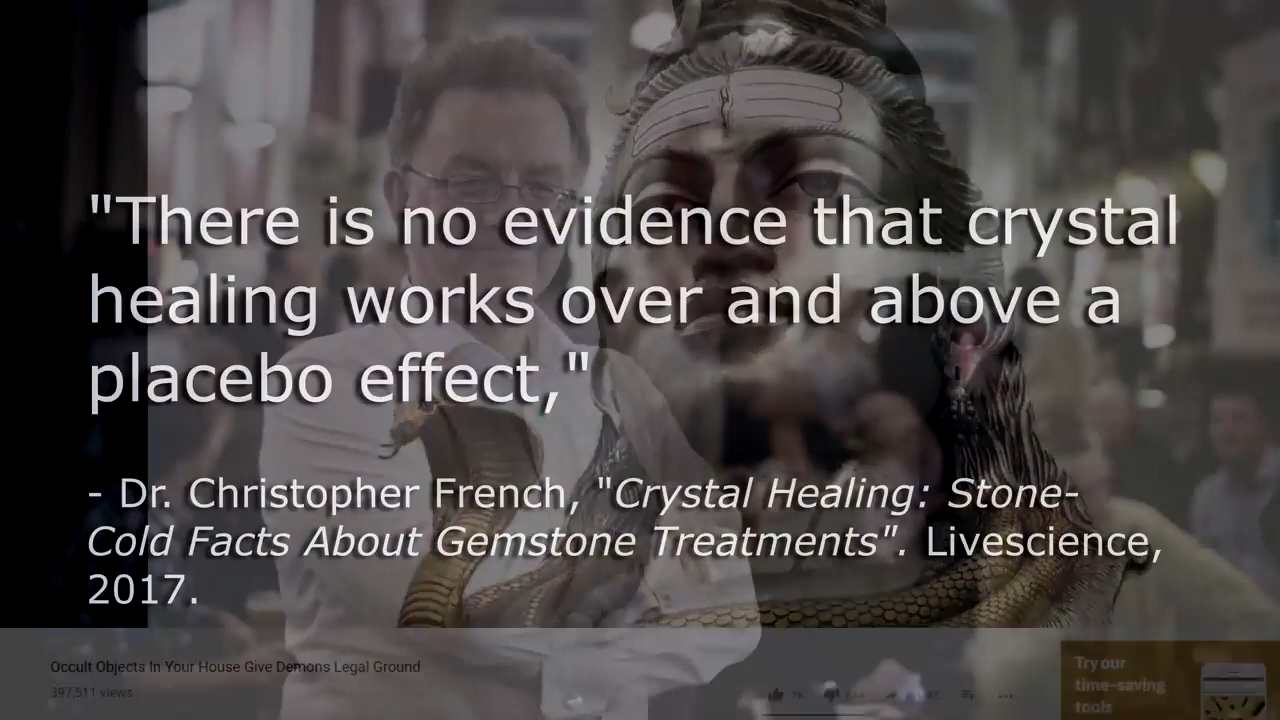 "There is no evidence that crystal
healing works over and above a
placebo effect,"
- Dr. Christopher French, "Crystal Healing: Stone-
Cold Facts About Gemstone Treatments". Livescience,
2017.
Occult Objects In Your House Give Demons Legal Ground
397,511 views
Try our
time-saving
tools